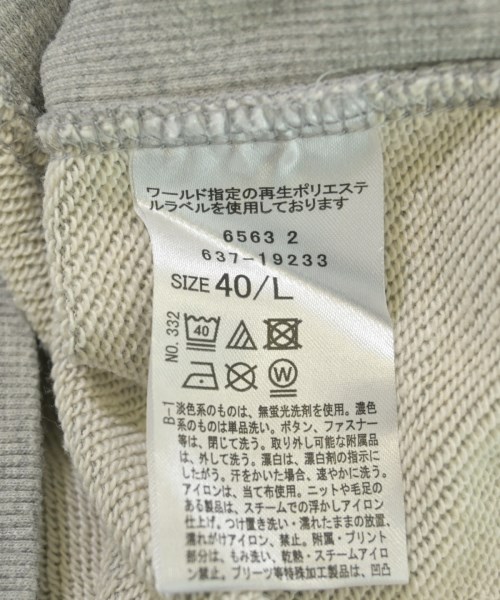 ワールド指定の再生ポリエステ
ルラベルを使用しております
6563 2
637-19233
SIZE 40/L
NO. 332
40
W
B-1
淡色系のものは、無蛍光洗剤を使用。濃色
系のものは単品洗い。ボタン、ファスナー
等は、閉じて洗う。取り外し可能な附属品
は、外して洗う。漂白は、漂白剤の指示に
したがう。汗をかいた場合、速やかに洗う。
アイロンは、当て布使用。ニットや毛足の
ある製品は、スチームでの浮かしアイロン
仕上げ。つけ置き洗い・濡れたままの放置、
濡れがけアイロン、禁止。附属・プリント
部分は、もみ洗い、乾熱・スチームアイロ
ン禁止。プリーツ等特殊加工製品は、凹凸